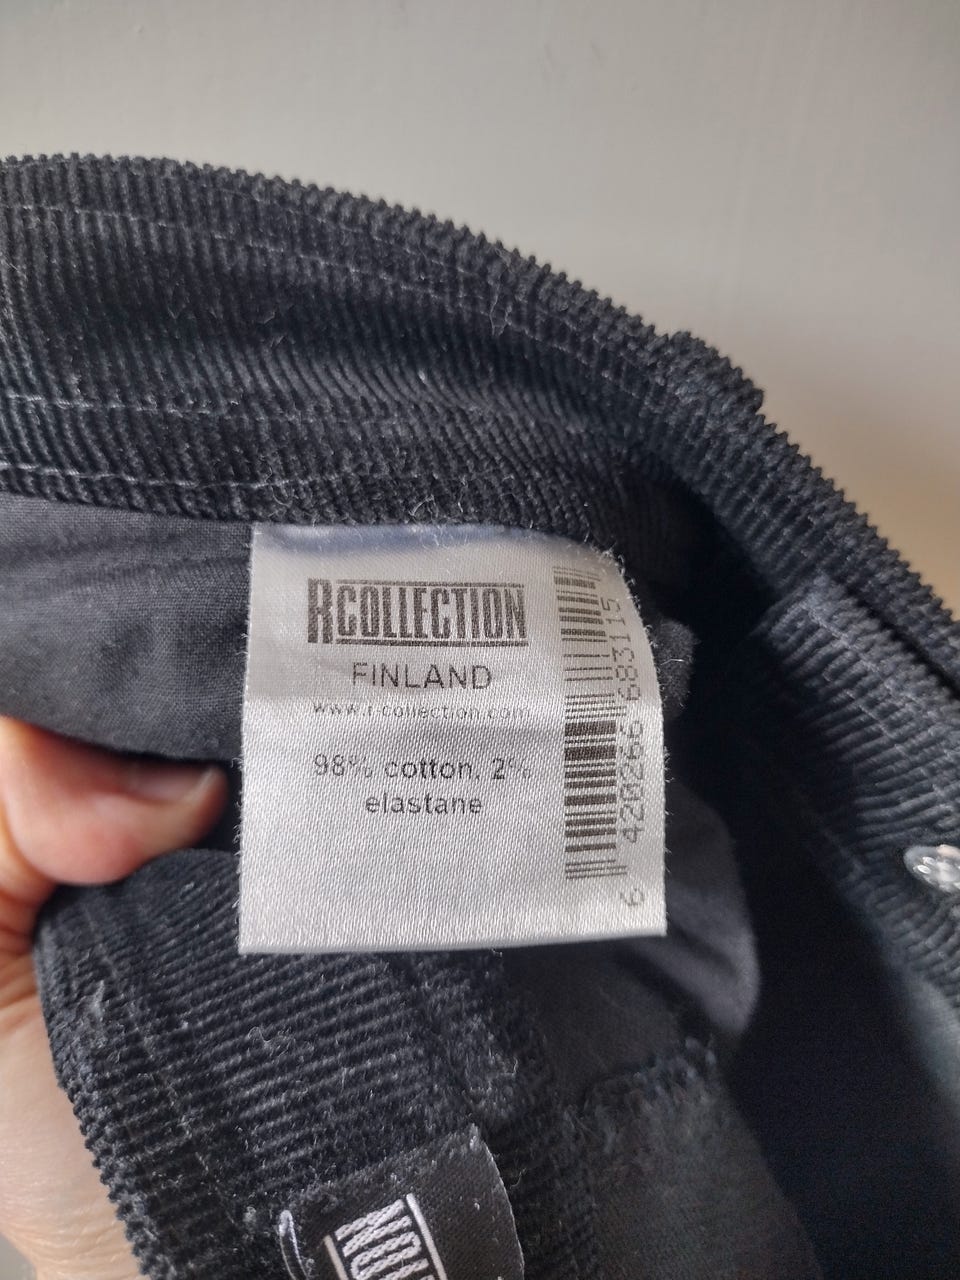 RCOLLECTION
FINLAND
www.r-collection.com
98% cotton, 2%
elastane
6 420266 683115